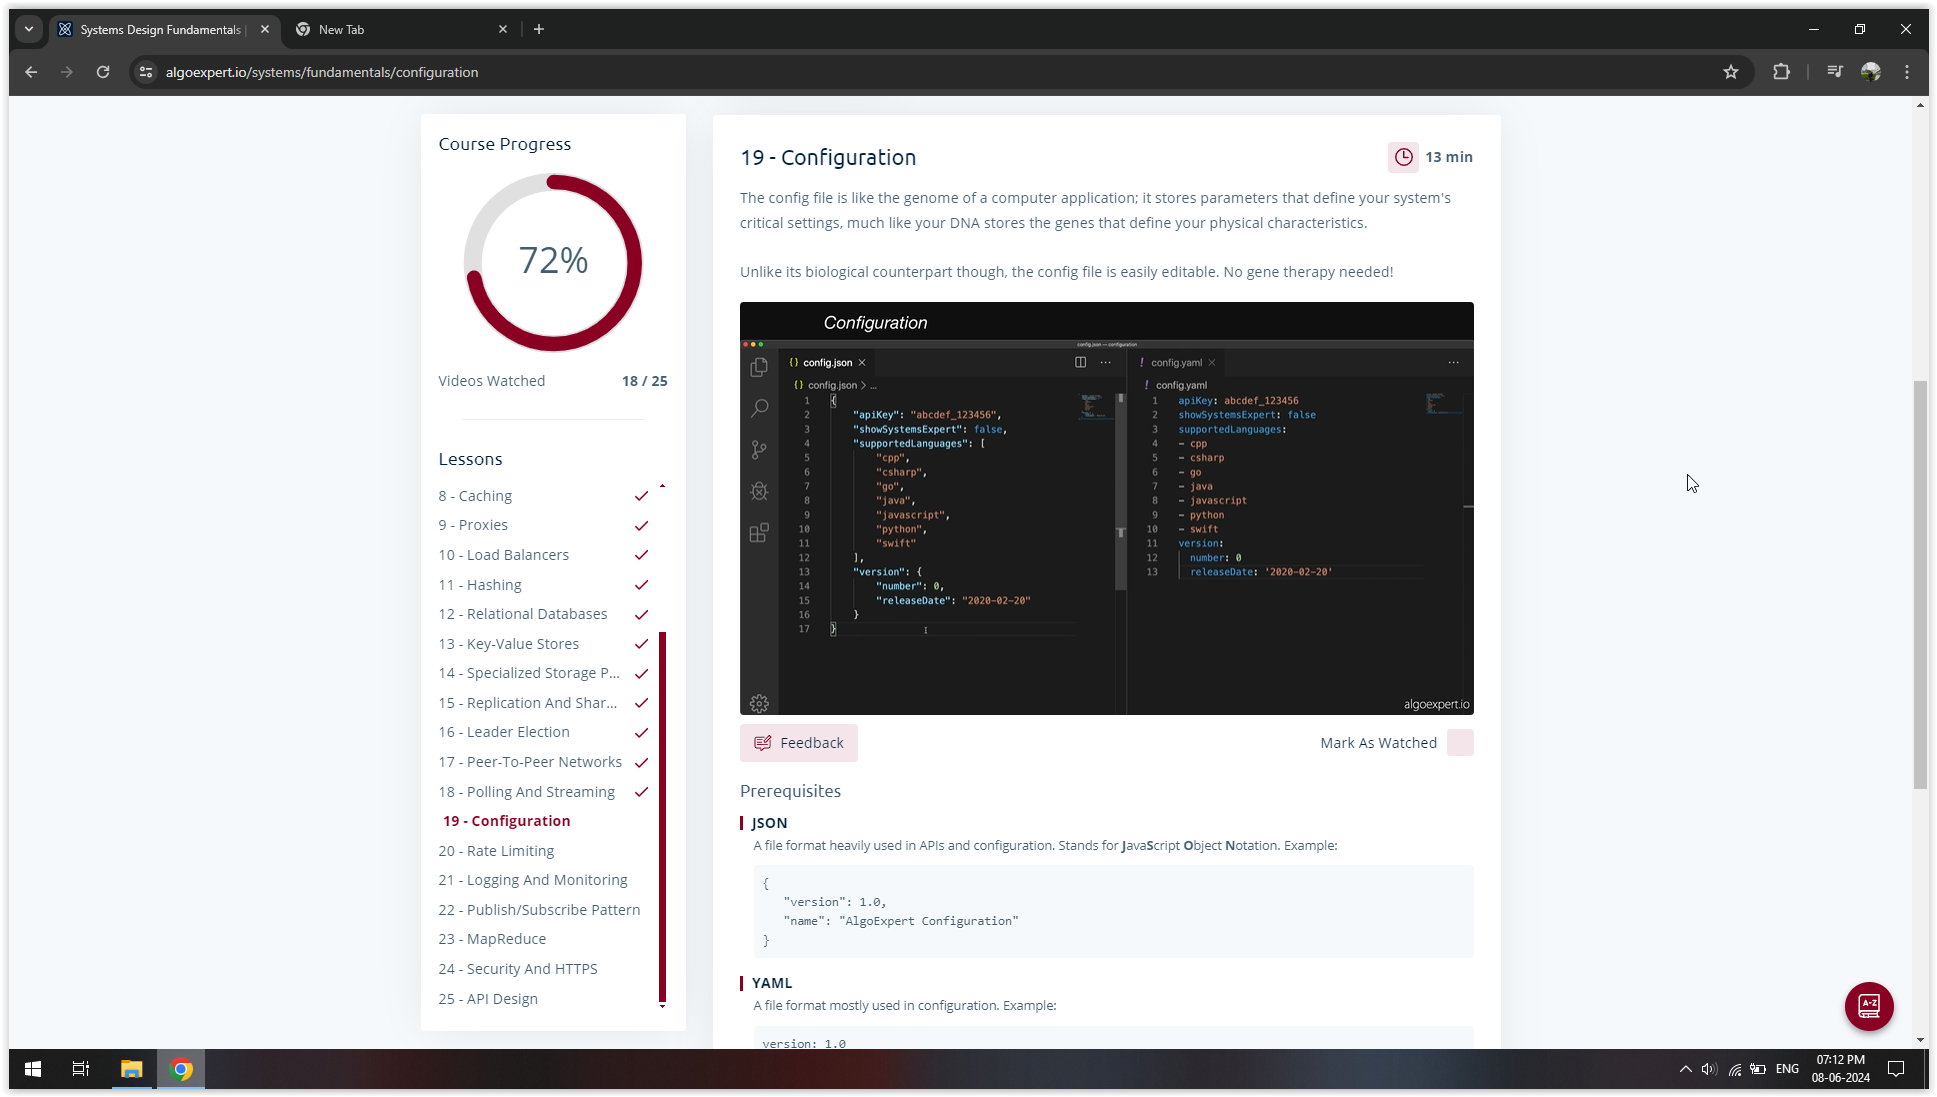 Systems Design Fundamentals |
New Tab
algoexpert.io/systems/fundamentals/configuration
Course Progress
72%
Videos Watched 18 / 25
Lessons
8 - Caching
9 - Proxies
10 - Load Balancers
11 - Hashing
12 - Relational Databases
13 - Key-Value Stores
14 - Specialized Storage P...
15 - Replication And Shar...
16 - Leader Election
17 - Peer-To-Peer Networks
18 - Polling And Streaming
19 - Configuration
20 - Rate Limiting
21 - Logging And Monitoring
22 - Publish/Subscribe Pattern
23 - MapReduce
24 - Security And HTTPS
25 - API Design
19 - Configuration
13 min
The config file is like the genome of a computer application; it stores parameters that define your system's
critical settings, much like your DNA stores the genes that define your physical characteristics.
Unlike its biological counterpart though, the config file is easily editable. No gene therapy needed!
Configuration
config.json — configuration
{} config.json
{} config.json > ...
1 {
2 "apiKey": "abcdef_123456",
3 "showSystemsExpert": false,
4 "supportedLanguages": [
5 "cpp",
6 "csharp",
7 "go",
8 "java",
9 "javascript",
10 "python",
11 "swift"
12 ],
13 "version": {
14 "number": 0,
15 "releaseDate": "2020-02-20"
16 }
17 }
! config.yaml
! config.yaml
1 apiKey: abcdef_123456
2 showSystemsExpert: false
3 supportedLanguages:
4 - cpp
5 - csharp
6 - go
7 - java
8 - javascript
9 - python
10 - swift
11 version:
12 number: 0
13 releaseDate: '2020-02-20'
algoexpert.io
Feedback
Mark As Watched
Prerequisites
JSON
A file format heavily used in APIs and configuration. Stands for JavaScript Object Notation. Example:
{
"version": 1.0,
"name": "AlgoExpert Configuration"
}
YAML
A file format mostly used in configuration. Example:
version: 1.0
A-Z
ENG
07:12 PM
08-06-2024